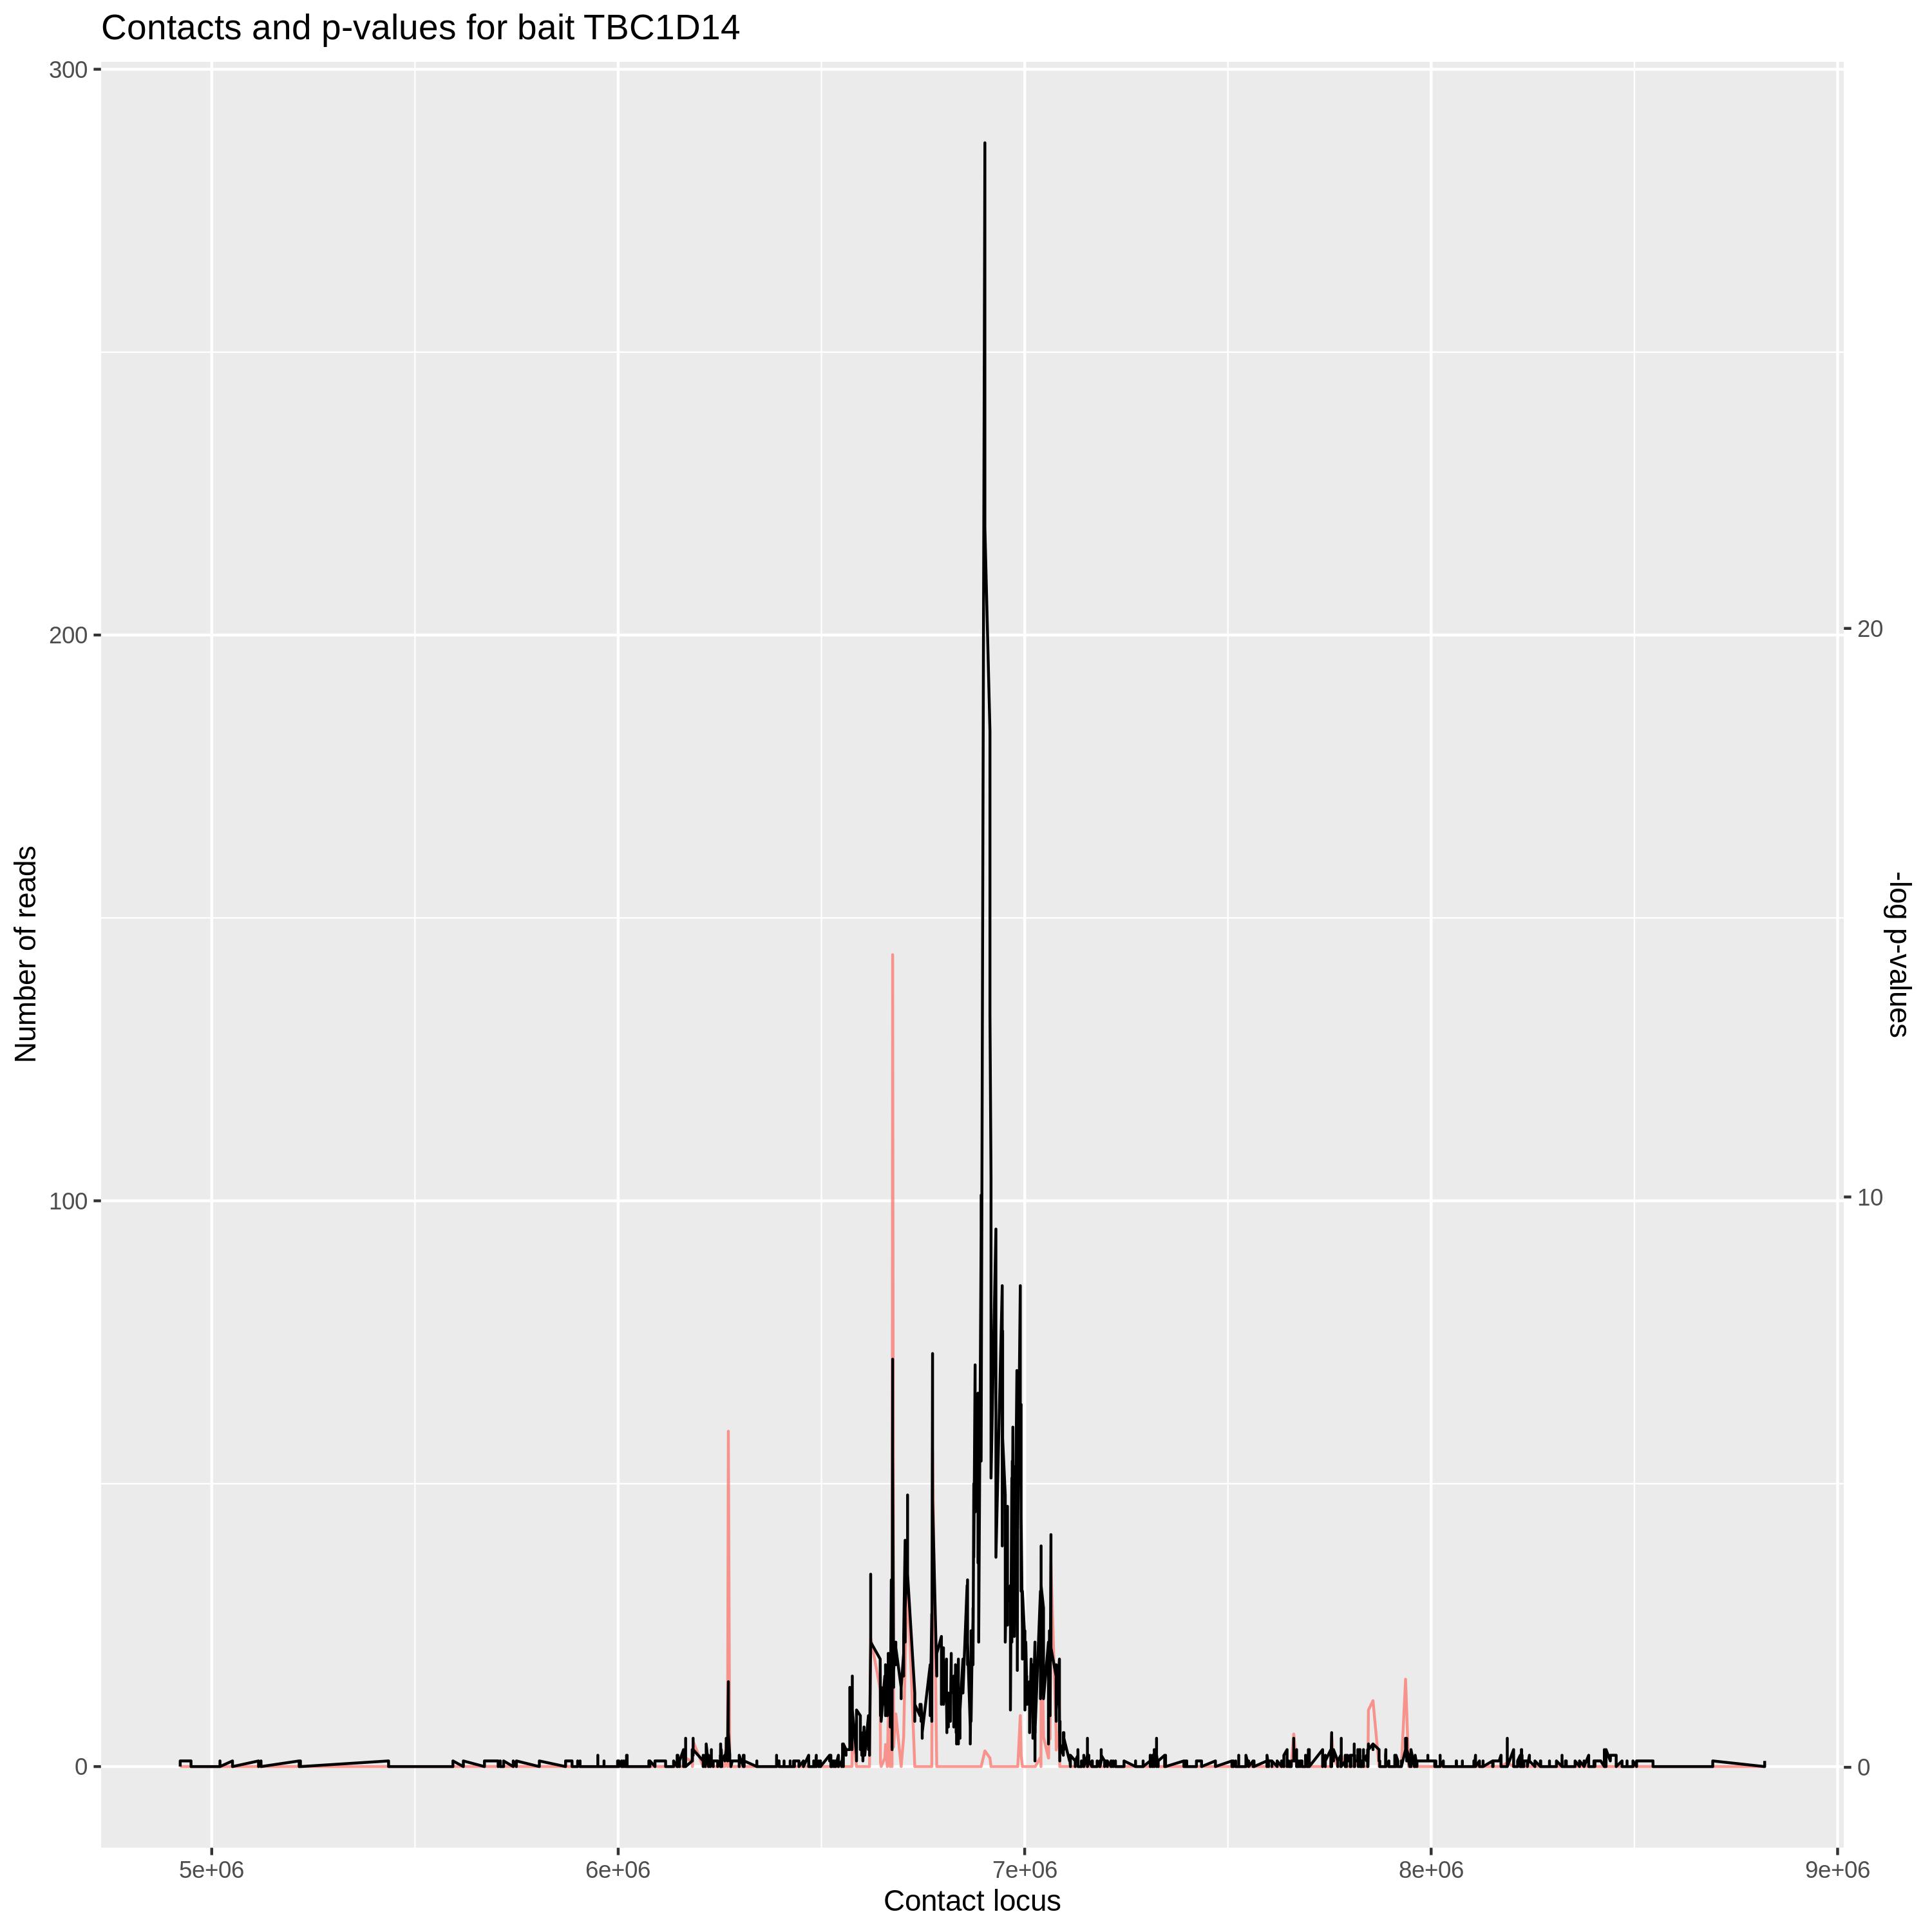 Contacts and p-values for bait TBC1D14
300
200
100
0
Number of reads
20
10
0
-log p-values
5e+06 6e+06 7e+06 8e+06 9e+06
Contact locus